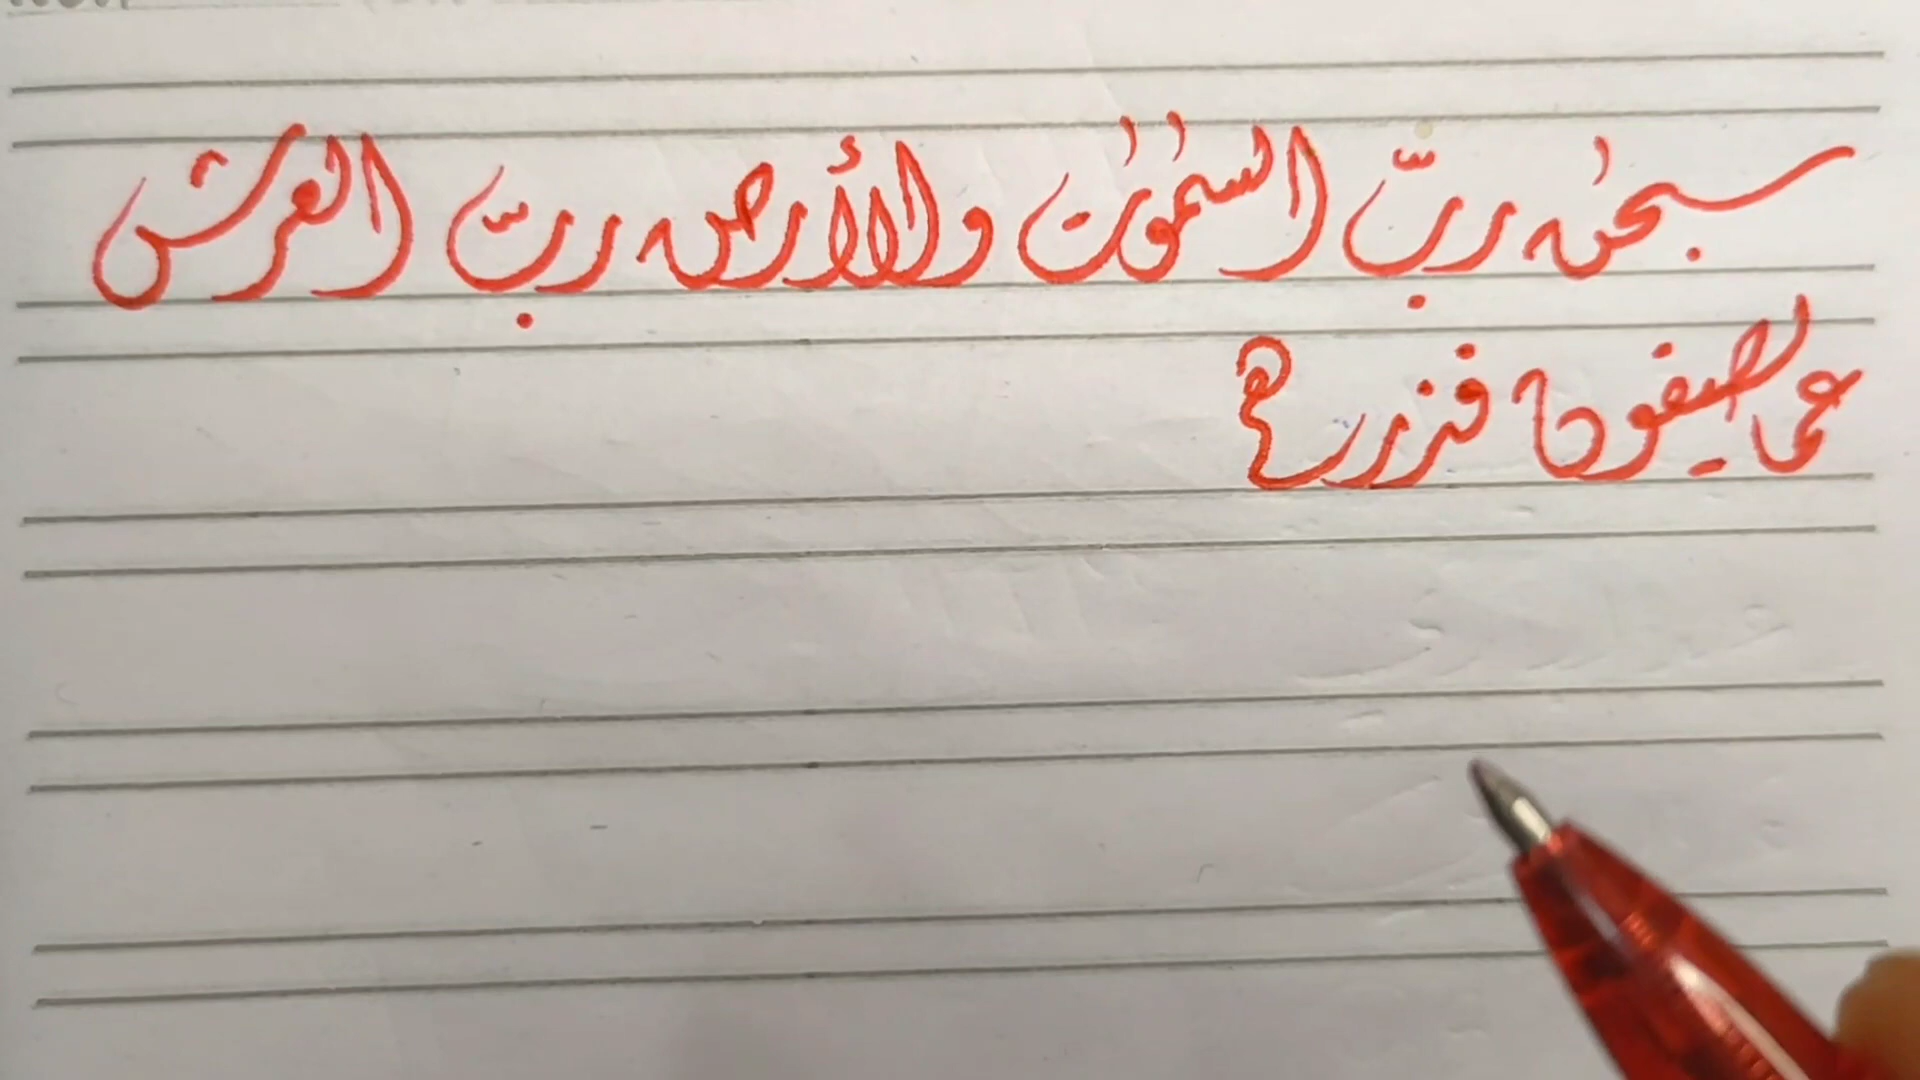 سبحٰن ربّ السمٰوٰت والأرض ربّ العرش
عما يصفون فذرهم